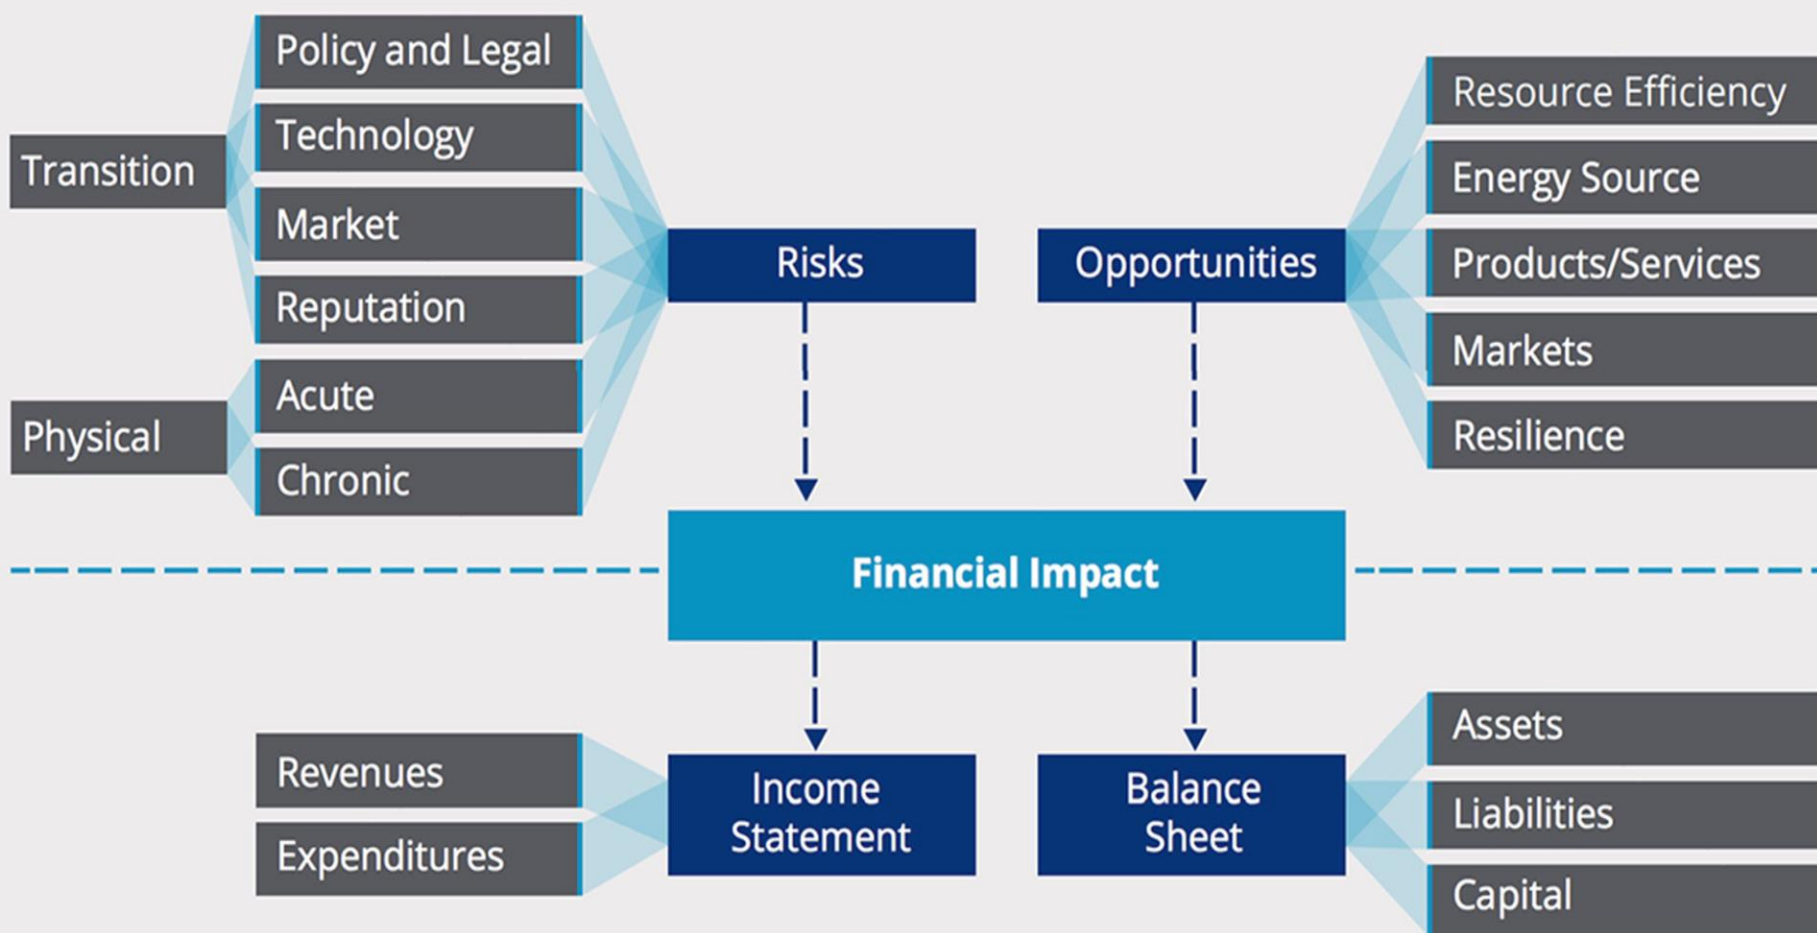 Transition
Physical
Policy and Legal
Technology
Market
Reputation
Acute
Chronic
Risks
Opportunities
Resource Efficiency
Energy Source
Products/Services
Markets
Resilience
Financial Impact
Revenues
Expenditures
Income
Statement
Balance
Sheet
Assets
Liabilities
Capital